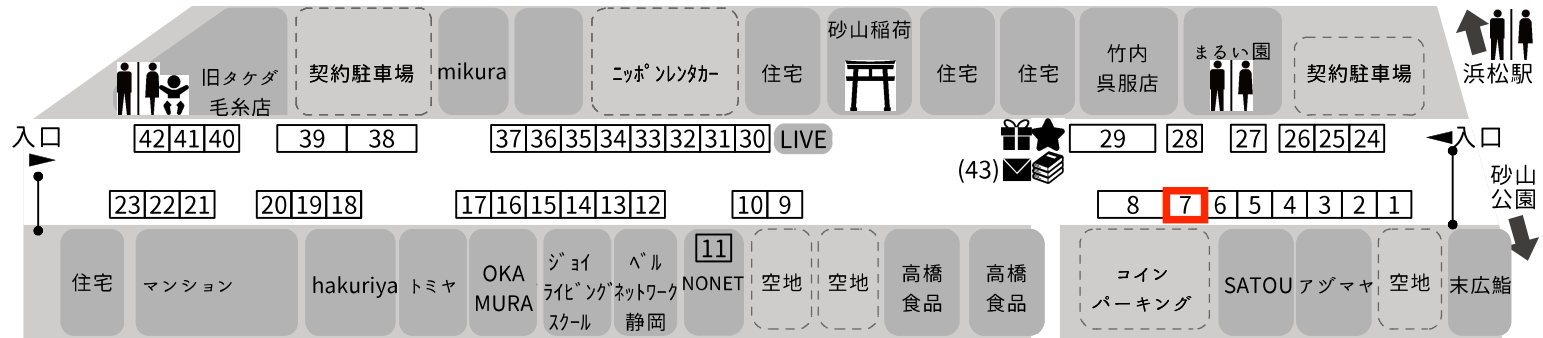 旧タケダ
毛糸店
契約駐車場
mikura
ニッポンレンタカー
住宅
砂山稲荷
住宅
住宅
竹内
呉服店
まるい園
契約駐車場
浜松駅
入口
42 41 40
39 38
37 36 35 34 33 32 31 30
LIVE
29
28
27
26 25 24
入口
(43)
砂山
公園
23 22 21
20 19 18
17 16 15 14 13 12
10 9
8 7 6 5 4 3 2 1
住宅
マンション
hakuriya
トミヤ
OKA
MURA
ジョイ
ライビング
スクール
ベル
ネットワーク
静岡
11
NONET
空地
空地
高橋
食品
高橋
食品
コイン
パーキング
SATOU
アヅマヤ
空地
末広鮨